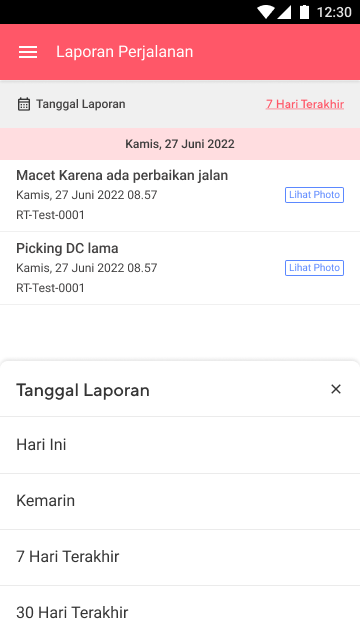 12:30
Laporan Perjalanan
Tanggal Laporan
7 Hari Terakhir
Kamis, 27 Juni 2022
Macet Karena ada perbaikan jalan
Kamis, 27 Juni 2022 08.57
Lihat Photo
RT-Test-0001
Picking DC lama
Kamis, 27 Juni 2022 08.57
Lihat Photo
RT-Test-0001
Tanggal Laporan
Hari Ini
Kemarin
7 Hari Terakhir
30 Hari Terakhir